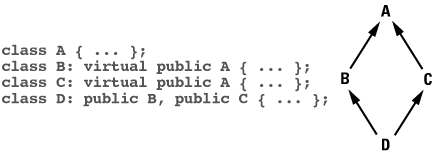 A
class A { ... };
class B: virtual public A { ... };
class C: virtual public A { ... };
class D: public B, public C { ... };
B
C
D